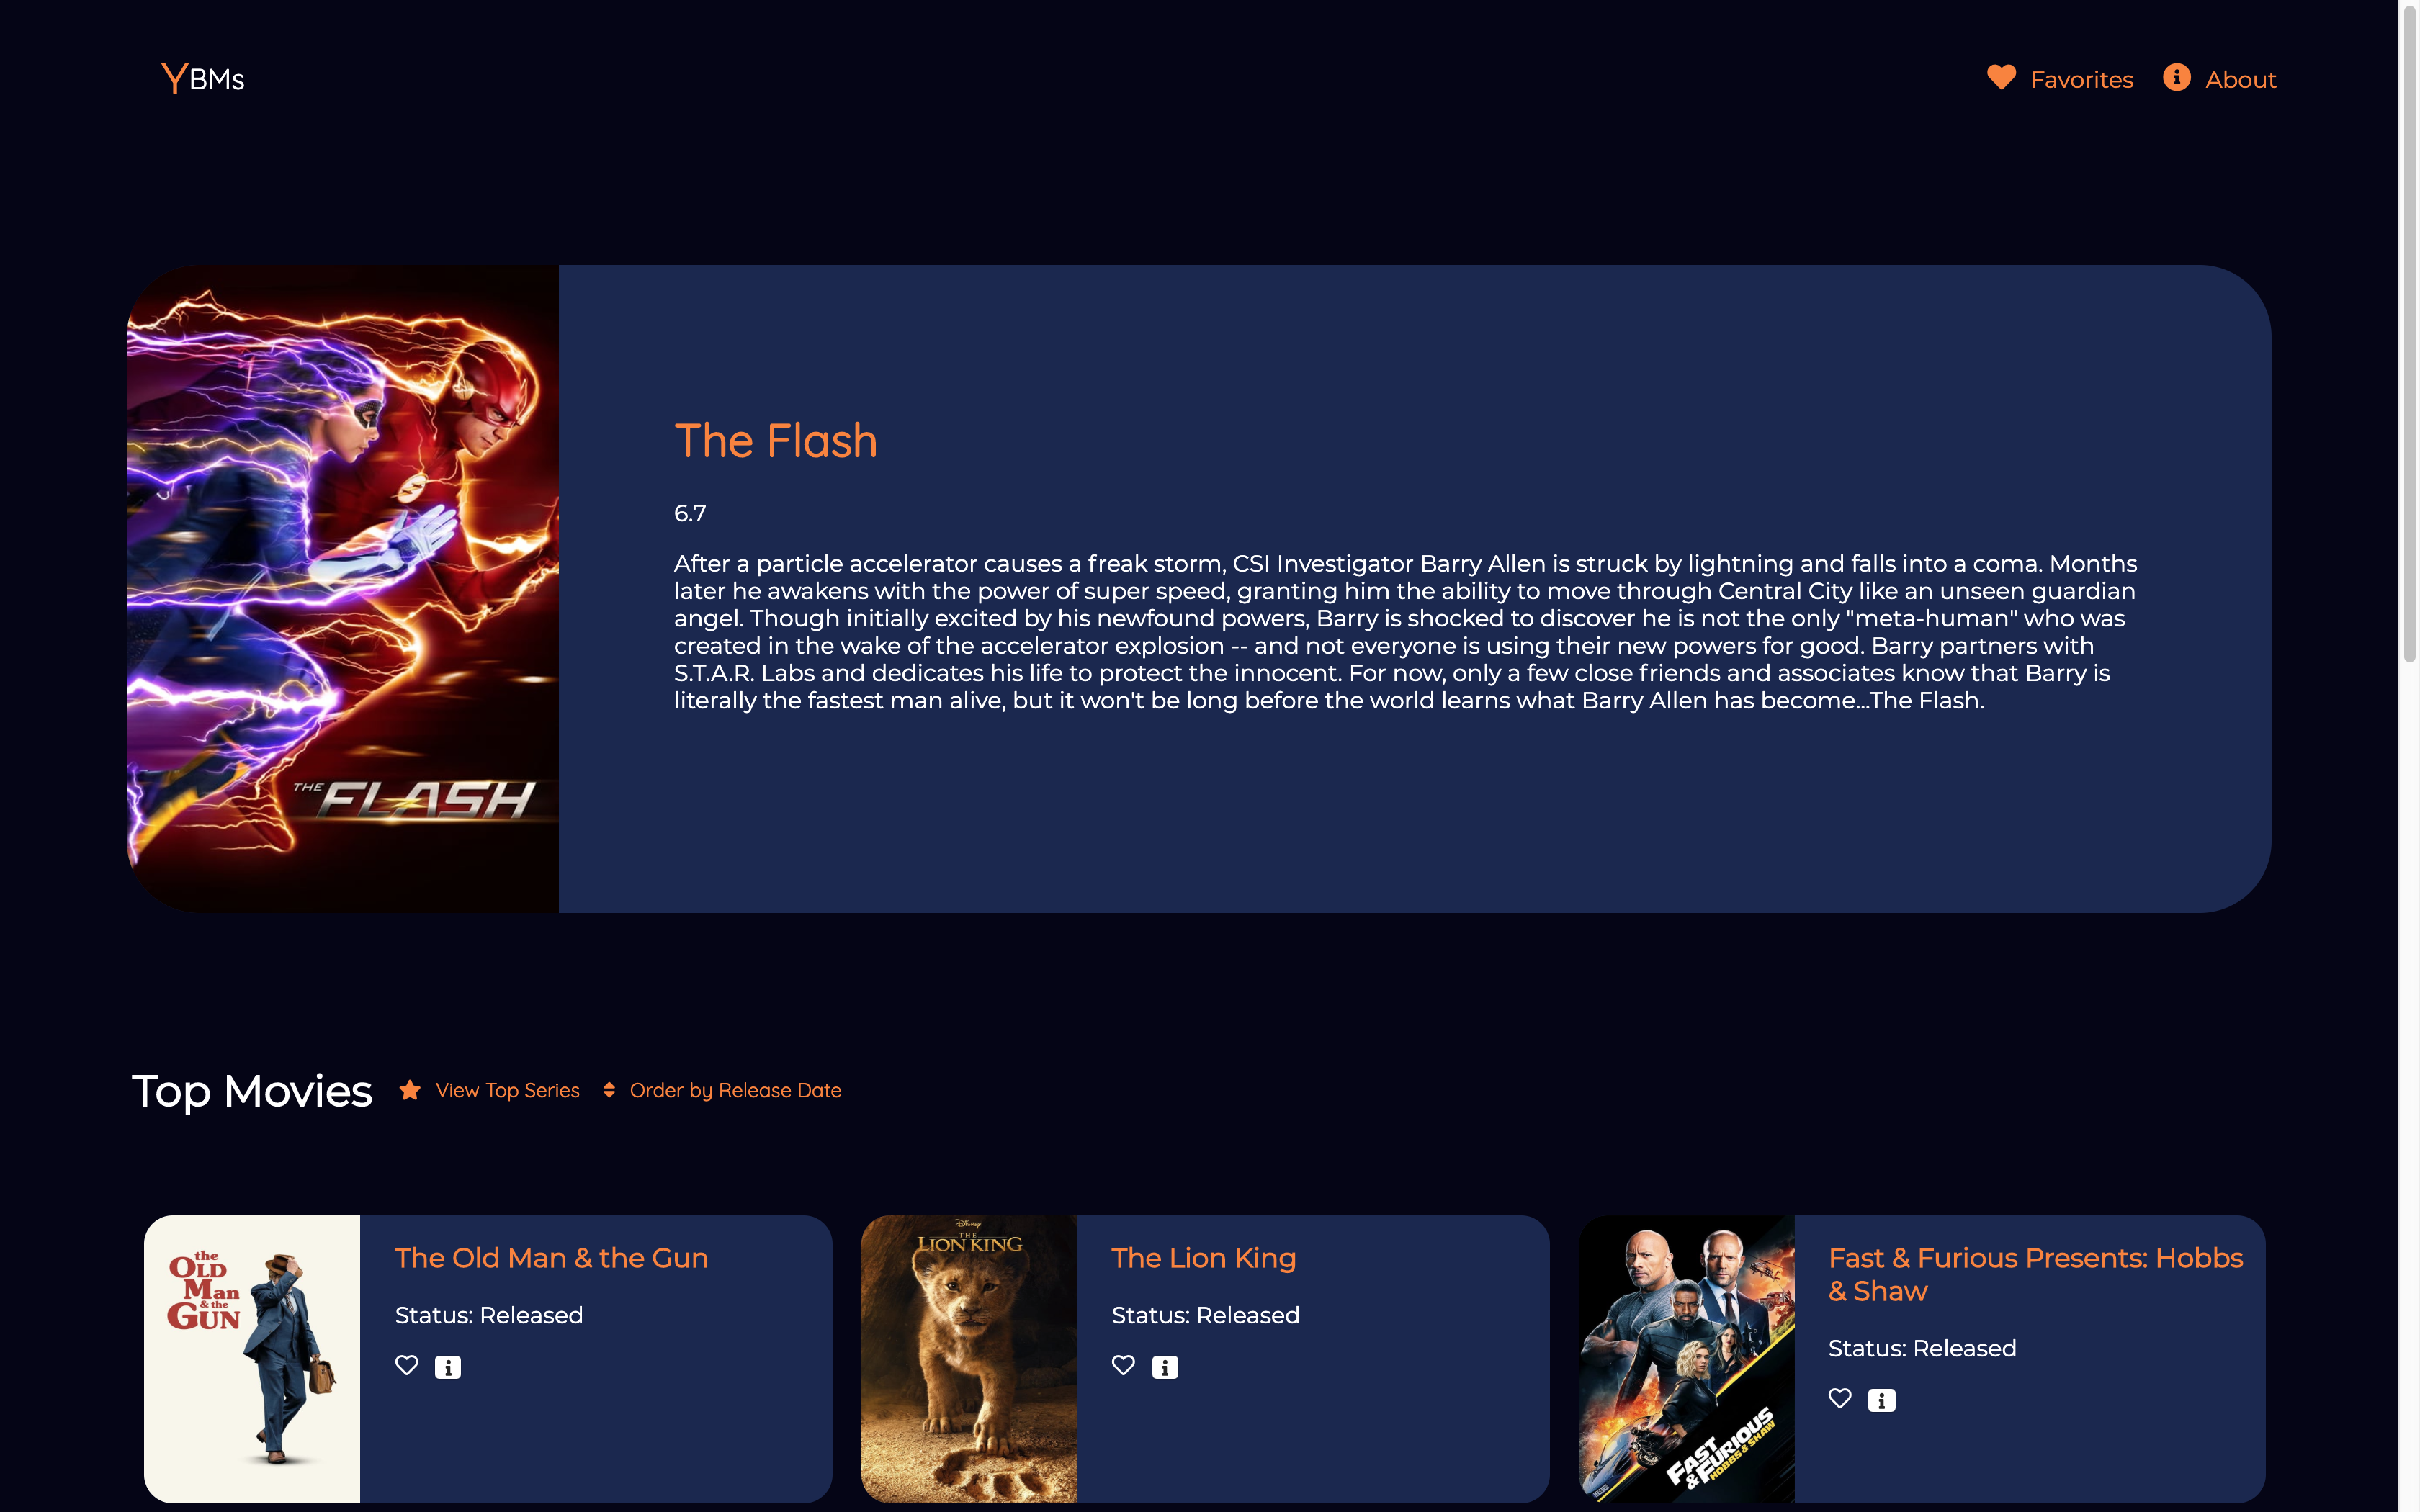 YBMs
Favorites
About
THE FLASH
The Flash
6.7
After a particle accelerator causes a freak storm, CSI Investigator Barry Allen is struck by lightning and falls into a coma. Months
later he awakens with the power of super speed, granting him the ability to move through Central City like an unseen guardian
angel. Though initially excited by his newfound powers, Barry is shocked to discover he is not the only "meta-human" who was
created in the wake of the accelerator explosion -- and not everyone is using their new powers for good. Barry partners with
S.T.A.R. Labs and dedicates his life to protect the innocent. For now, only a few close friends and associates know that Barry is
literally the fastest man alive, but it won't be long before the world learns what Barry Allen has become...The Flash.
Top Movies
View Top Series
Order by Release Date
the
OLD
Man
& the
GUN
The Old Man & the Gun
Status: Released
Disney
THE
LION KING
The Lion King
Status: Released
FAST
& FURIOUS
HOBBS & SHAW
Fast & Furious Presents: Hobbs
& Shaw
Status: Released